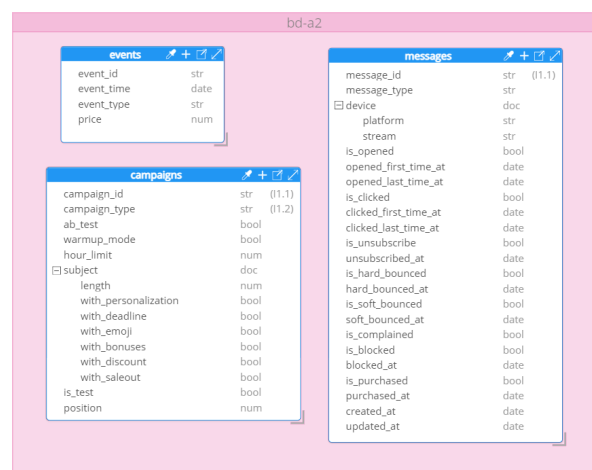 bd-a2
events
event_id str
event_time date
event_type str
price num
campaigns
campaign_id str (I1.1)
campaign_type str (I1.2)
ab_test bool
warmup_mode bool
hour_limit num
subject doc
length num
with_personalization bool
with_deadline bool
with_emoji bool
with_bonuses bool
with_discount bool
with_saleout bool
is_test bool
position num
messages
message_id str (I1.1)
message_type str
device doc
platform str
stream str
is_opened bool
opened_first_time_at date
opened_last_time_at date
is_clicked bool
clicked_first_time_at date
clicked_last_time_at date
is_unsubscribe bool
unsubscribed_at date
is_hard_bounced bool
hard_bounced_at date
is_soft_bounced bool
soft_bounced_at date
is_complained bool
is_blocked bool
blocked_at date
is_purchased bool
purchased_at date
created_at date
updated_at date